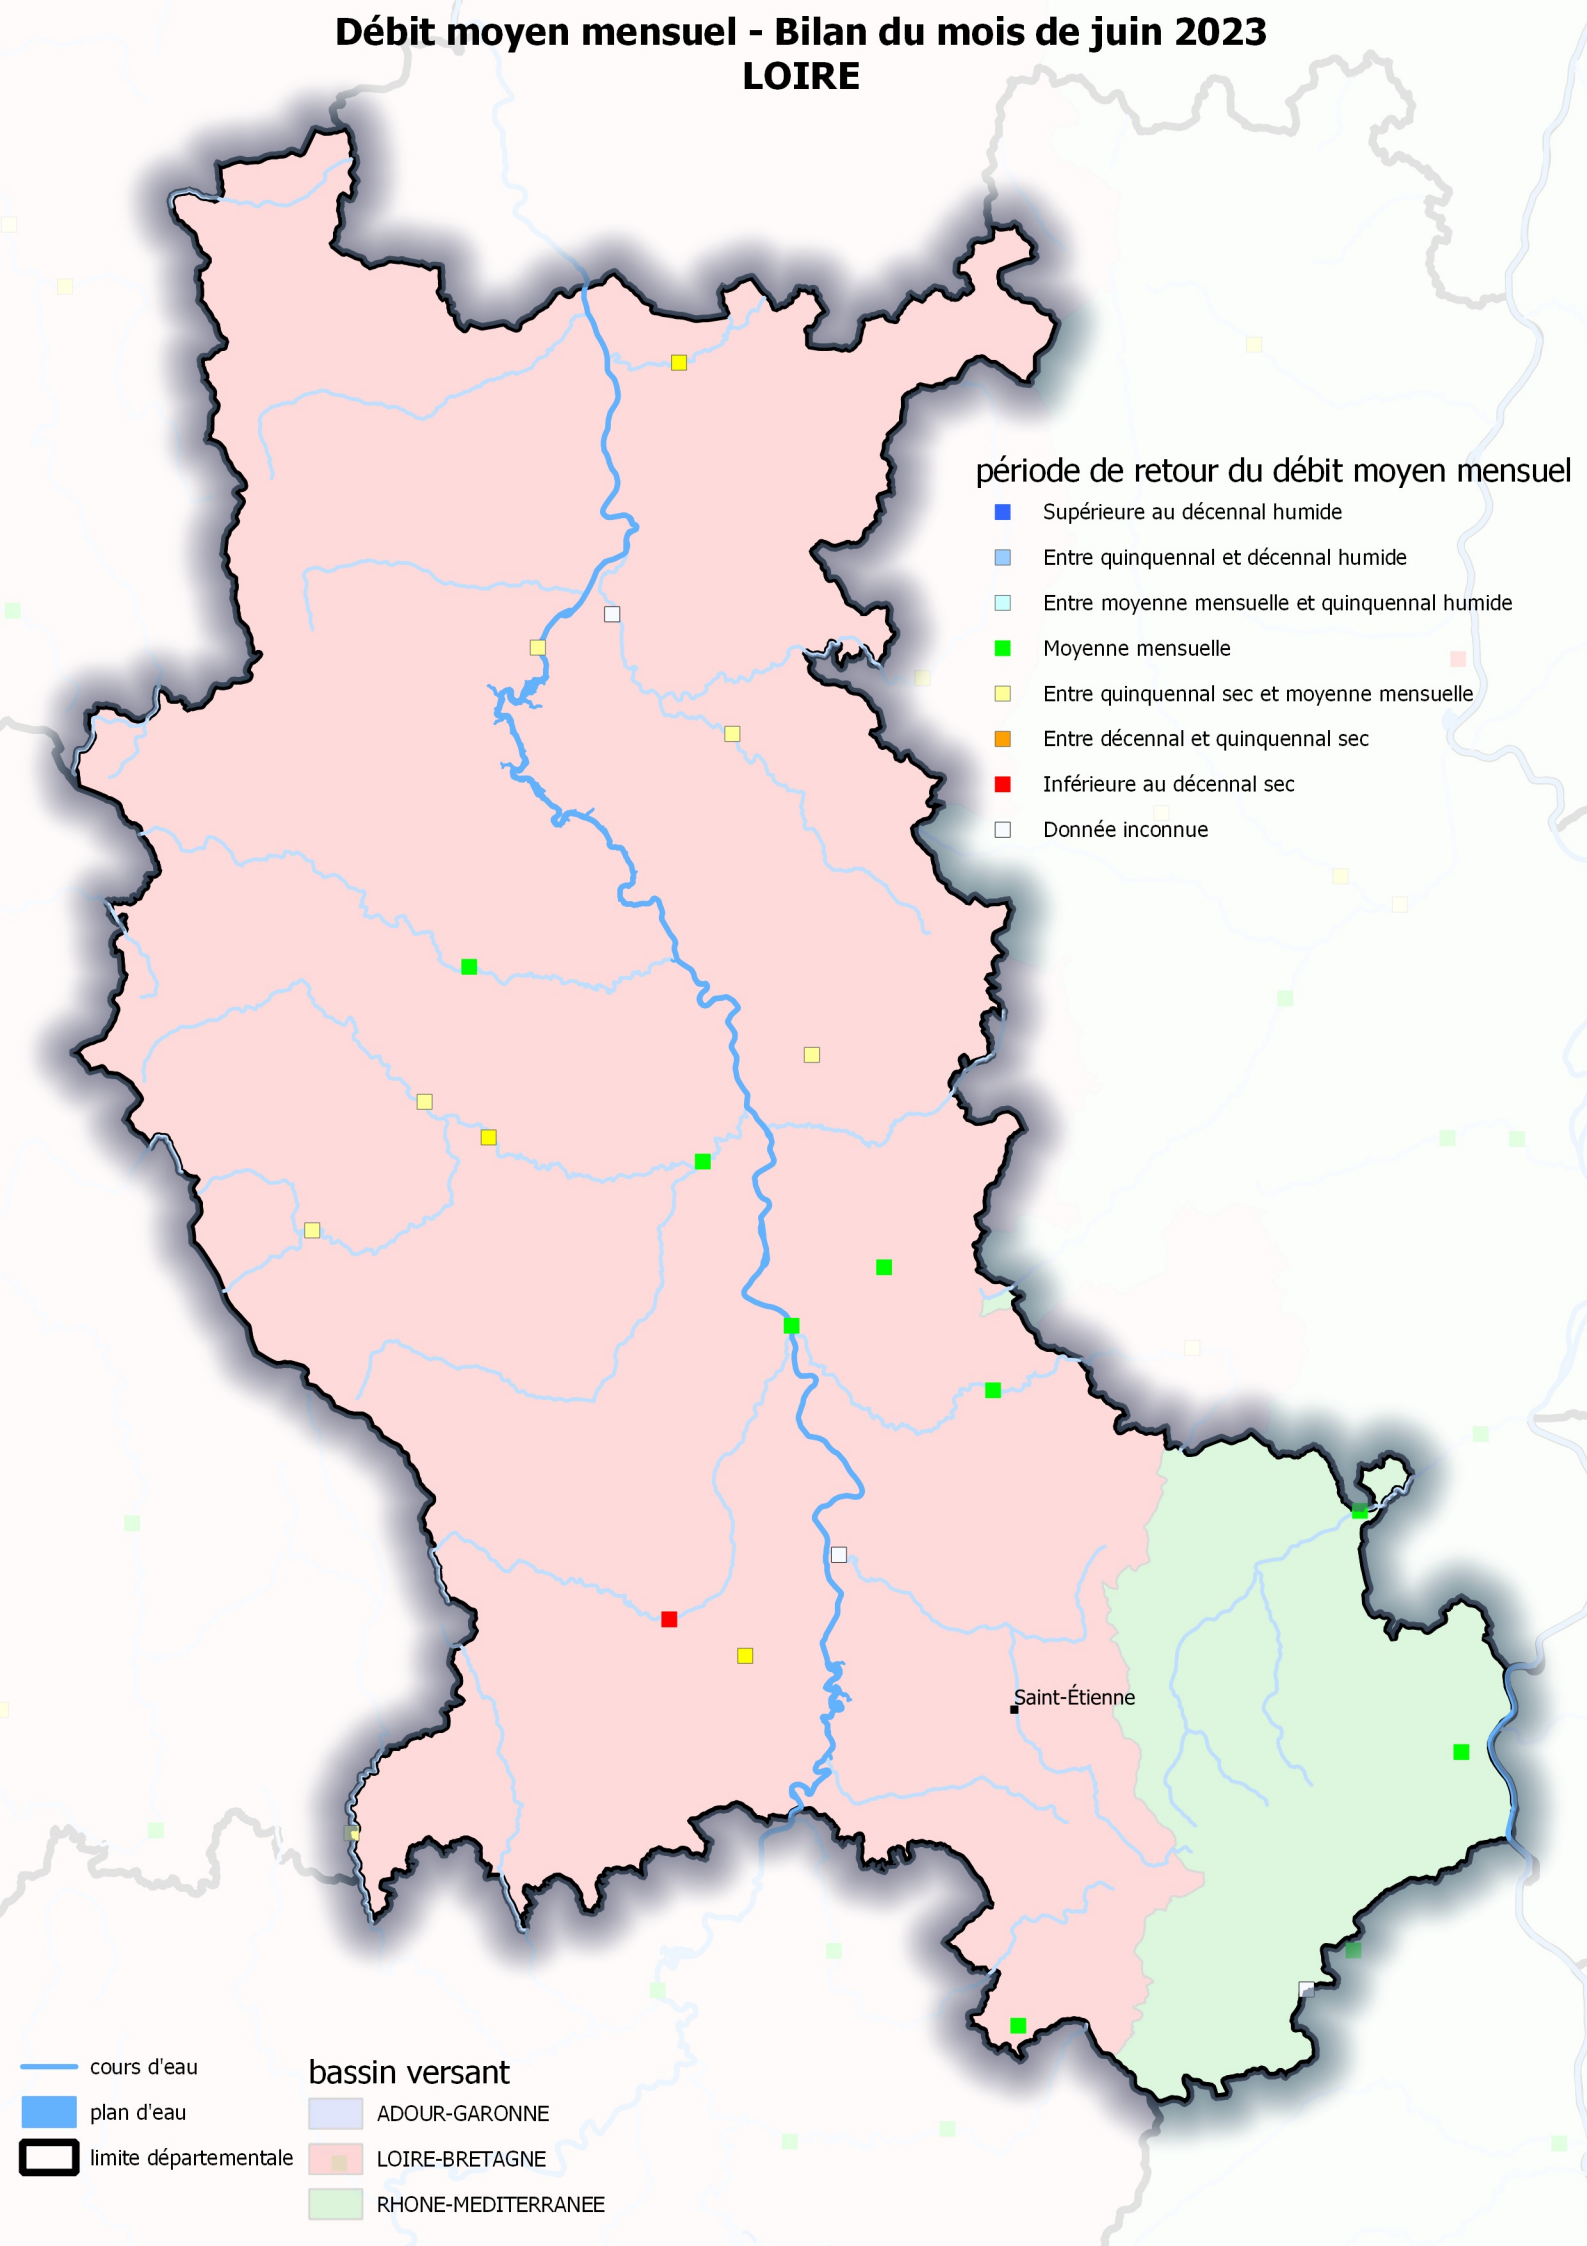 Débit moyen mensuel - Bilan du mois de juin 2023
LOIRE
période de retour du débit moyen mensuel
Supérieure au décennal humide
Entre quinquennal et décennal humide
Entre moyenne mensuelle et quinquennal humide
Moyenne mensuelle
Entre quinquennal sec et moyenne mensuelle
Entre décennal et quinquennal sec
Inférieure au décennal sec
Donnée inconnue
Saint-Étienne
cours d'eau
plan d'eau
limite départementale
bassin versant
ADOUR-GARONNE
LOIRE-BRETAGNE
RHONE-MEDITERRANEE